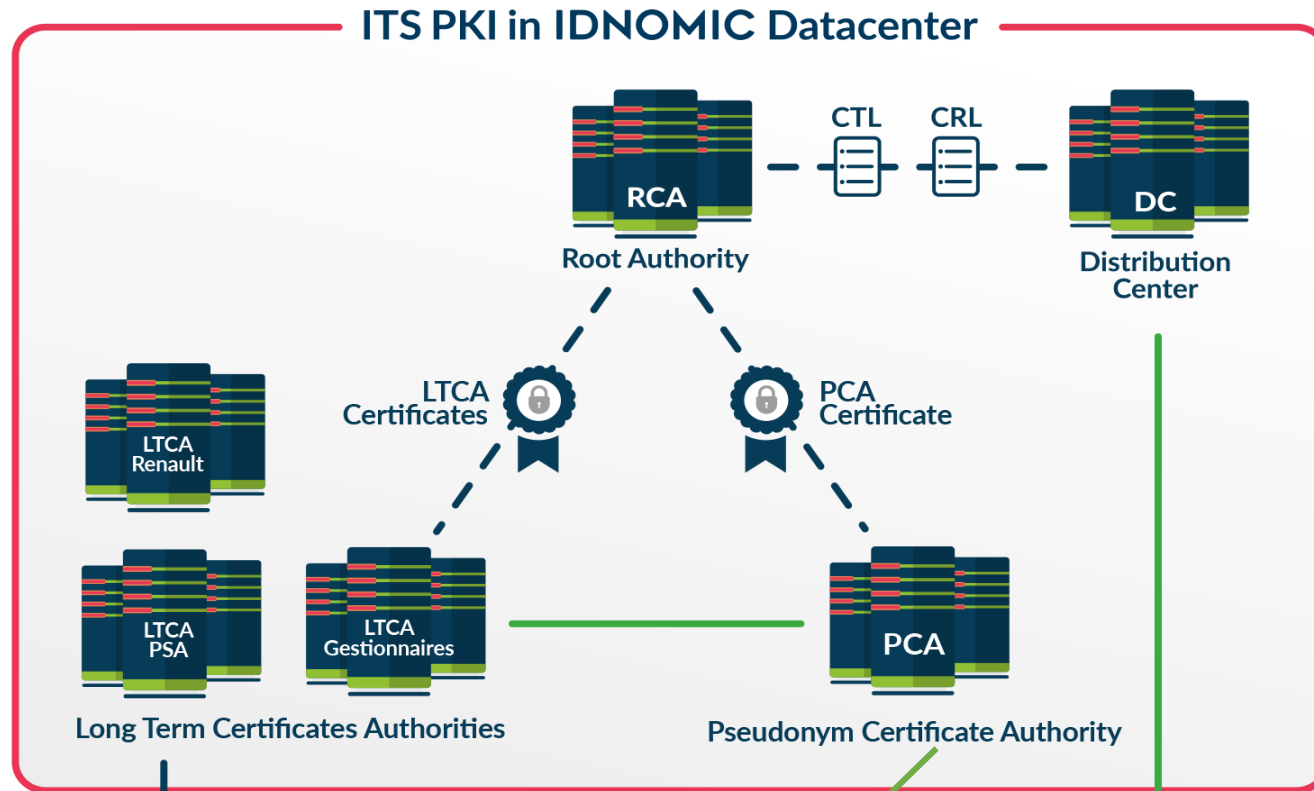 ITS PKI in IDNOMIC Datacenter
CTL
CRL
RCA
DC
Root Authority
Distribution
Center
LTCA
Certificates
PCA
Certificate
LTCA
Renault
LTCA
PSA
LTCA
Gestionnaires
PCA
Long Term Certificates Authorities
Pseudonym Certificate Authority